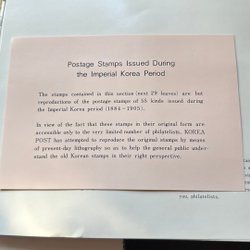 Postage Stamps Issued During
the Imperial Korea Period
The stamps contained in this section (next 22 leaves) are but
reproductions of the postage stamps of 55 kinds issued during
the Imperial Korea period (1884-1905).
In view of the fact that these stamps in their original form are
accessible only to the very limited number of philatelists, KOREA
POST has attempted to reproduce the original stamps by means
of present-day lithography so as to help the general public under-
stand the old Korean stamps in their right perspective.
philatelists.